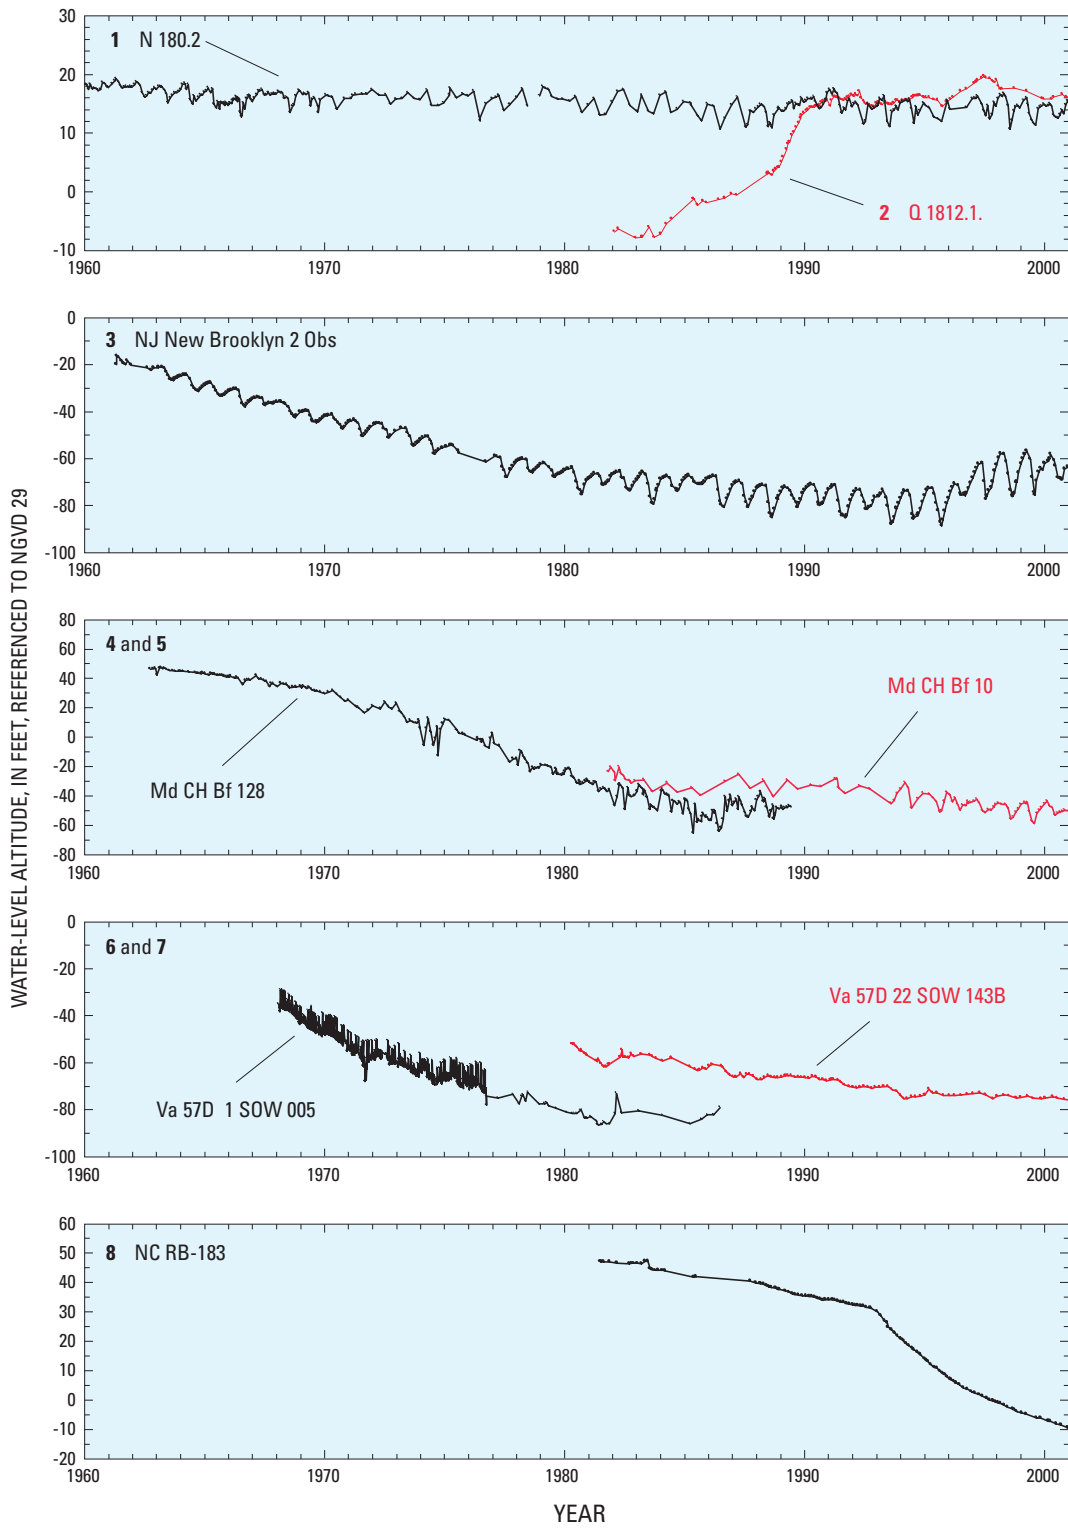 WATER-LEVEL ALTITUDE, IN FEET, REFERENCED TO NGVD 29
30
20
10
0
-10
1 N 180.2
2 Q 1812.1.
1960 1970 1980 1990 2000
0
-20
-40
-60
-80
-100
3 NJ New Brooklyn 2 Obs
1960 1970 1980 1990 2000
80
60
40
20
0
-20
-40
-60
-80
4 and 5
Md CH Bf 10
Md CH Bf 128
1960 1970 1980 1990 2000
-0
-20
-40
-60
-80
-100
6 and 7
Va 57D 22 SOW 143B
Va 57D 1 SOW 005
1960 1970 1980 1990 2000
60
50
40
30
20
10
0
-10
-20
8 NC RB-183
1960 1970 1980 1990 2000
YEAR